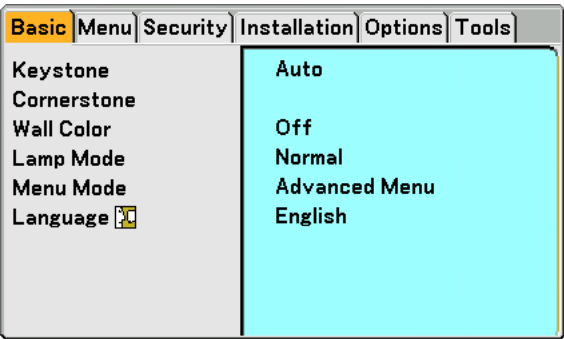 Basic Menu Security Installation Options Tools
Keystone Auto
Cornerstone
Wall Color Off
Lamp Mode Normal
Menu Mode Advanced Menu
Language English